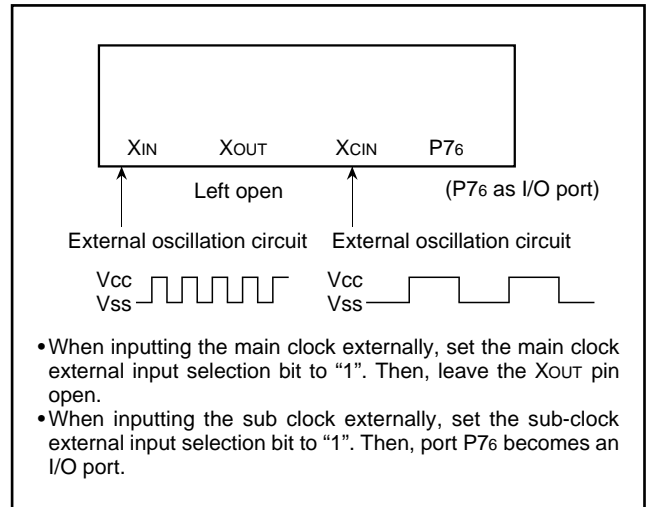 XIN XOUT XCIN P76
Left open (P76 as I/O port)
External oscillation circuit External oscillation circuit
Vcc Vcc
Vss Vss
•When inputting the main clock externally, set the main clock
external input selection bit to “1”. Then, leave the XOUT pin
open.
•When inputting the sub clock externally, set the sub-clock
external input selection bit to “1”. Then, port P76 becomes an
I/O port.